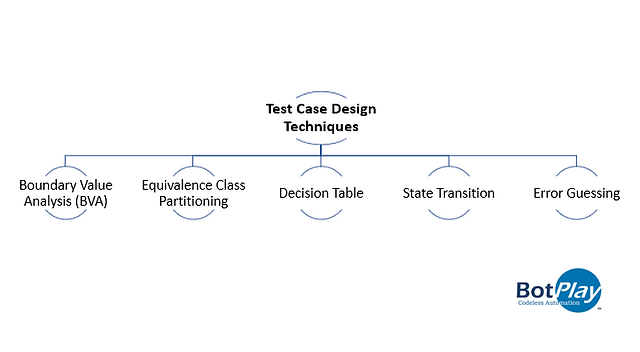 Test Case Design
Techniques
Boundary Value
Analysis (BVA)
Equivalence Class
Partitioning
Decision Table
State Transition
Error Guessing
BotPlay
Codeless Automation